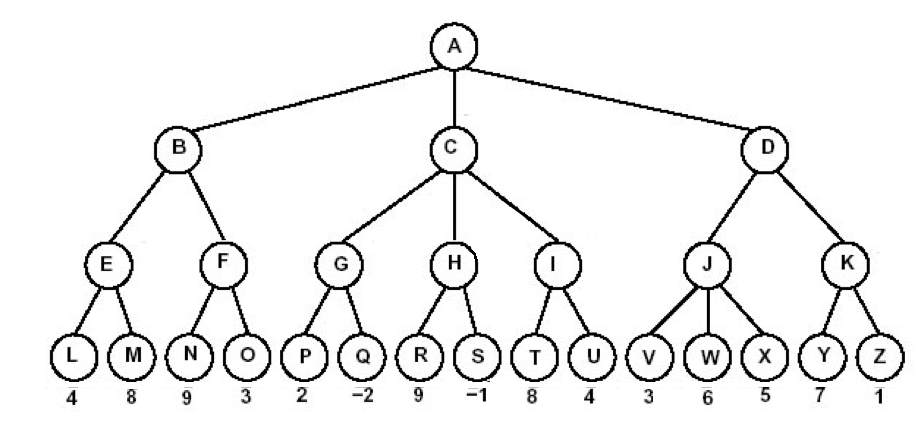 A
B C D
E F G H I J K
L M N O P Q R S T U V W X Y Z
4 8 9 3 2 −2 9 −1 8 4 3 6 5 7 1